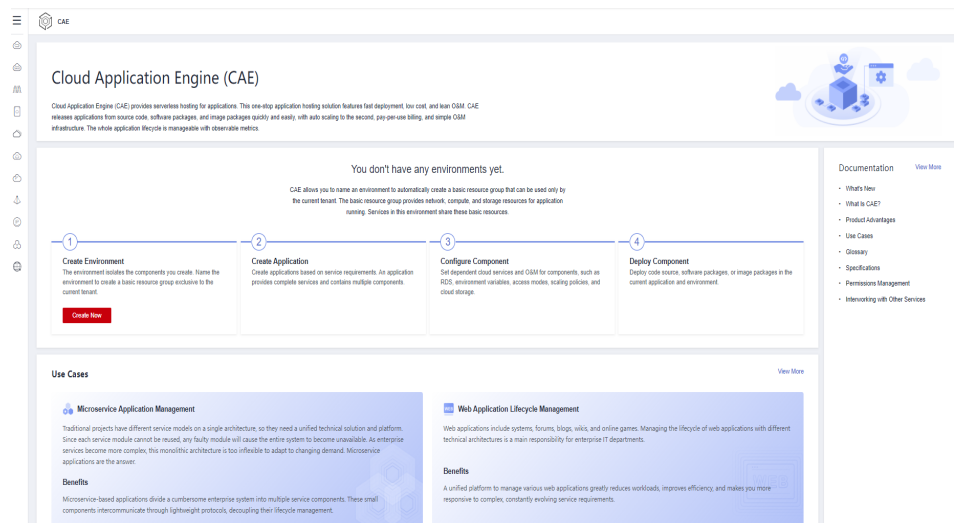 CAE
Cloud Application Engine (CAE)
Cloud Application Engine (CAE) provides serverless hosting for applications. This one-stop application hosting solution features fast deployment, low cost, and lean O&M. CAE
releases applications from source code, software packages, and image packages quickly and easily, with auto scaling to the second, pay-per-use billing, and simple O&M
infrastructure. The whole application lifecycle is manageable with observable metrics.
You don't have any environments yet.
CAE allows you to name an environment to automatically create a basic resource group that can be used only by
the current tenant. The basic resource group provides network, compute, and storage resources for application
running. Services in this environment share these basic resources.
1
Create Environment
The environment isolates the components you create. Name the
environment to create a basic resource group exclusive to the
current tenant.
Create Now
2
Create Application
Create applications based on service requirements. An application
provides complete services and contains multiple components.
3
Configure Component
Set dependent cloud services and O&M for components, such as
RDS, environment variables, access modes, scaling policies, and
cloud storage.
4
Deploy Component
Deploy code source, software packages, or image packages in the
current application and environment.
Documentation
View More
What's New
What Is CAE?
Product Advantages
Use Cases
Glossary
Specifications
Permissions Management
Interworking with Other Services
Use Cases
View More
Microservice Application Management
Traditional projects have different service models on a single architecture, so they need a unified technical solution and platform.
Since each service module cannot be reused, any faulty module will cause the entire system to become unavailable. As enterprise
services become more complex, this monolithic architecture is too inflexible to adapt to changing demand. Microservice
applications are the answer.
Benefits
Microservice-based applications divide a cumbersome enterprise system into multiple service components. These small
components intercommunicate through lightweight protocols, decoupling their lifecycle management.
Web Application Lifecycle Management
Web applications include systems, forums, blogs, wikis, and online games. Managing the lifecycle of web applications with different
technical architectures is a main responsibility for enterprise IT departments.
Benefits
A unified platform to manage various web applications greatly reduces workloads, improves efficiency, and makes you more
responsive to complex, constantly evolving service requirements.